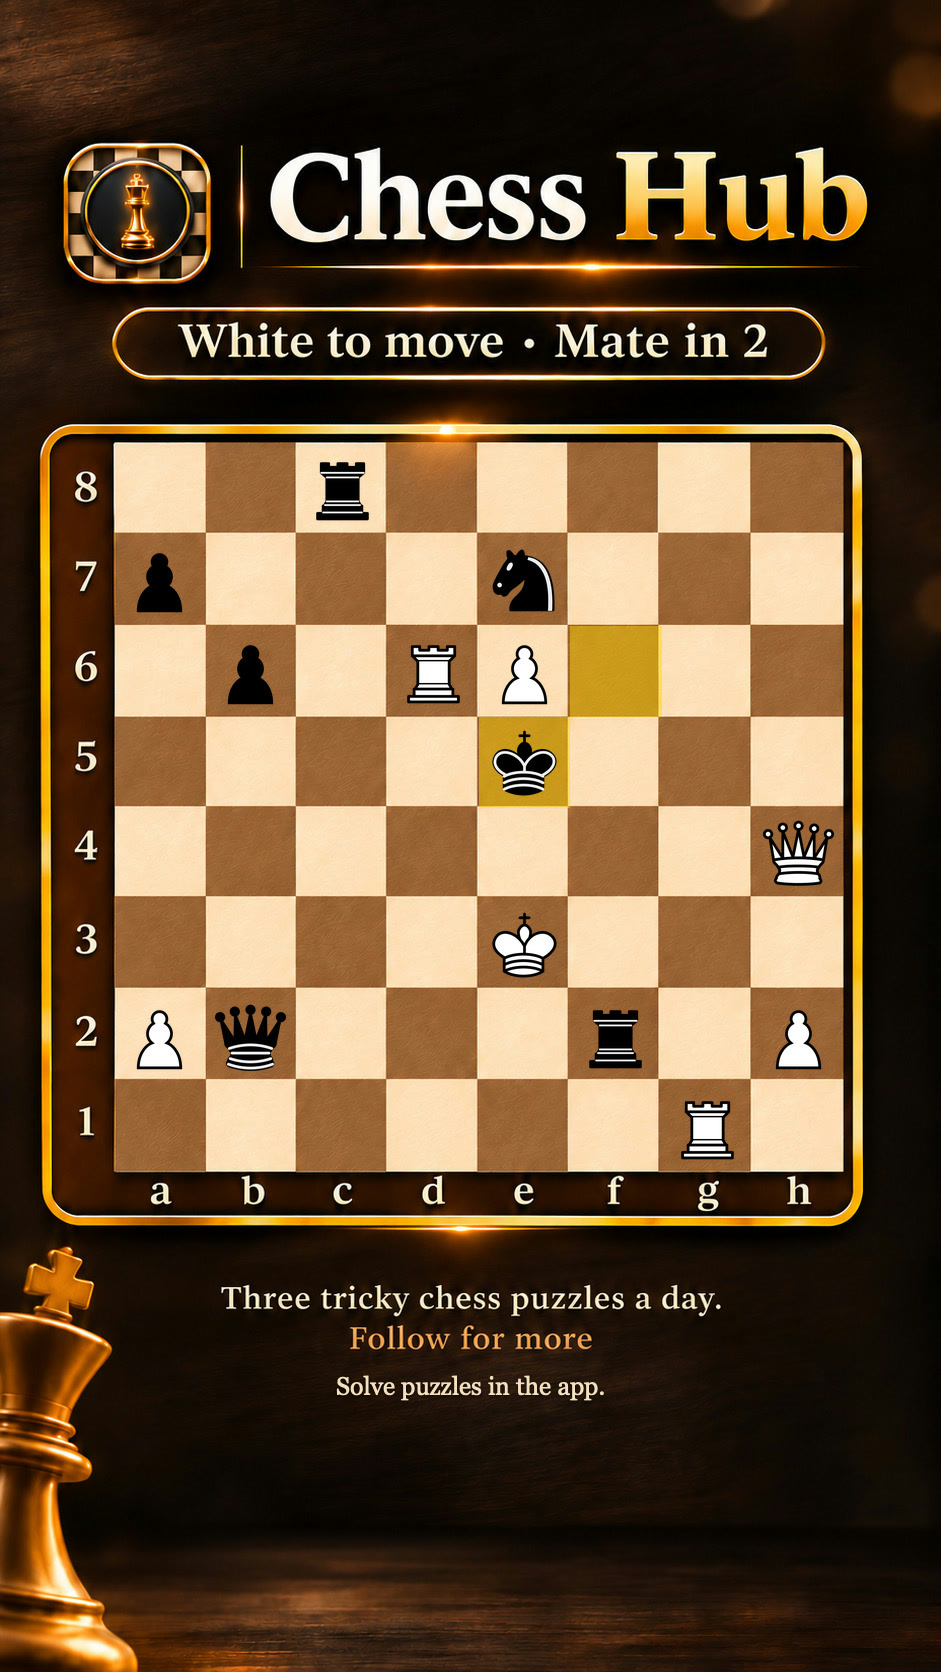 Chess Hub
White to move • Mate in 2
8
7
6
5
4
3
2
1
a b c d e f g h
Three tricky chess puzzles a day.
Follow for more
Solve puzzles in the app.